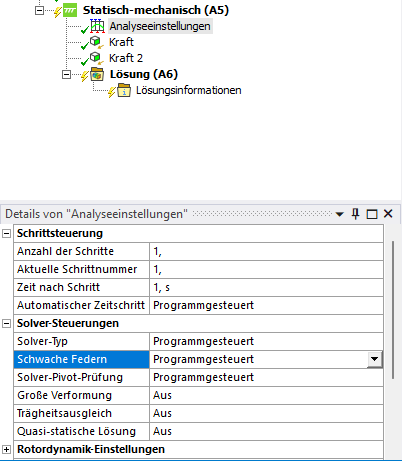 Statisch-mechanisch (A5)
Analyseeinstellungen
Kraft
Kraft 2
Lösung (A6)
Lösungsinformationen
Details von "Analyseeinstellungen"
Schrittsteuerung
Anzahl der Schritte 1,
Aktuelle Schrittnummer 1,
Zeit nach Schritt 1, s
Automatischer Zeitschritt Programmgesteuert
Solver-Steuerungen
Solver-Typ Programmgesteuert
Schwache Federn Programmgesteuert
Solver-Pivot-Prüfung Programmgesteuert
Große Verformung Aus
Trägheitsausgleich Aus
Quasi-statische Lösung Aus
Rotordynamik-Einstellungen